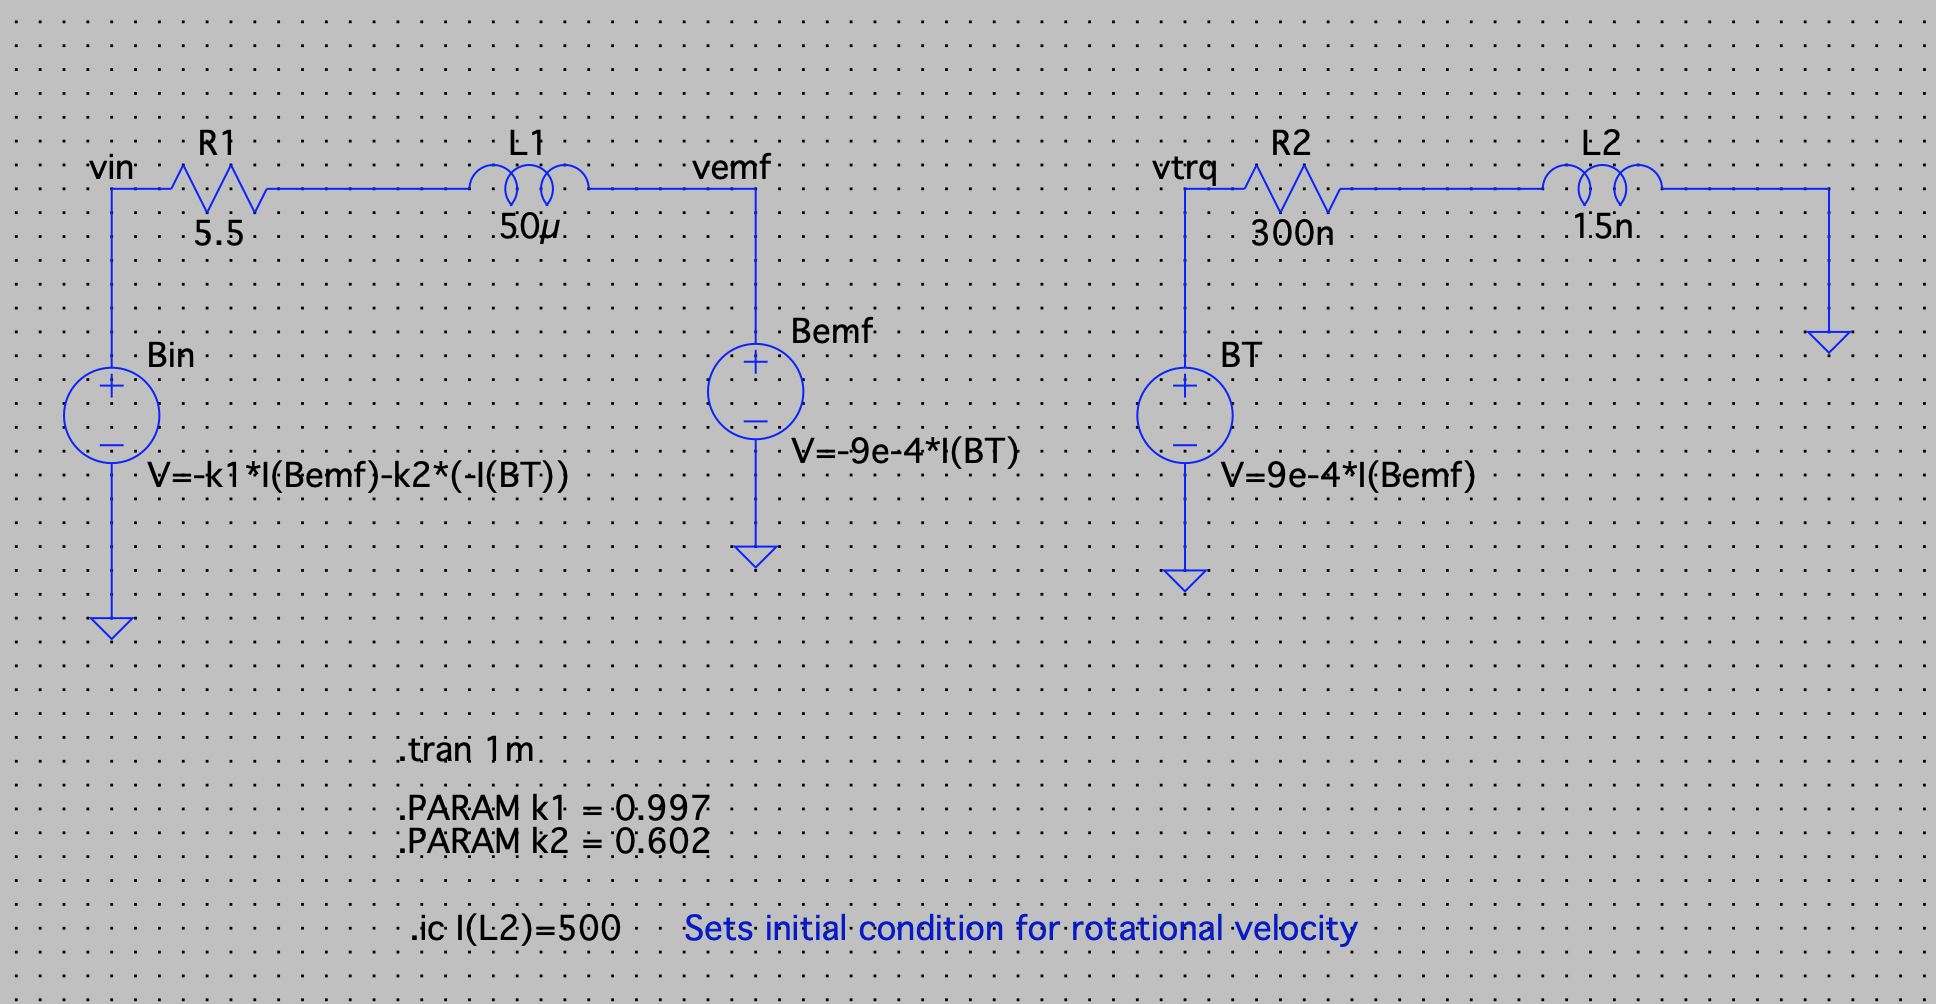 R1
L1
R2
L2
vin
vemf
vtrq
5.5
50µ
300n
15n
Bemf
Bin
BT
V=-9e-4*I(BT)
V=-k1*I(Bemf)-k2*(-I(BT))
V=9e-4*I(Bemf)
.tran 1m
.PARAM k1 = 0.997
.PARAM k2 = 0.602
.ic I(L2)=500
Sets initial condition for rotational velocity